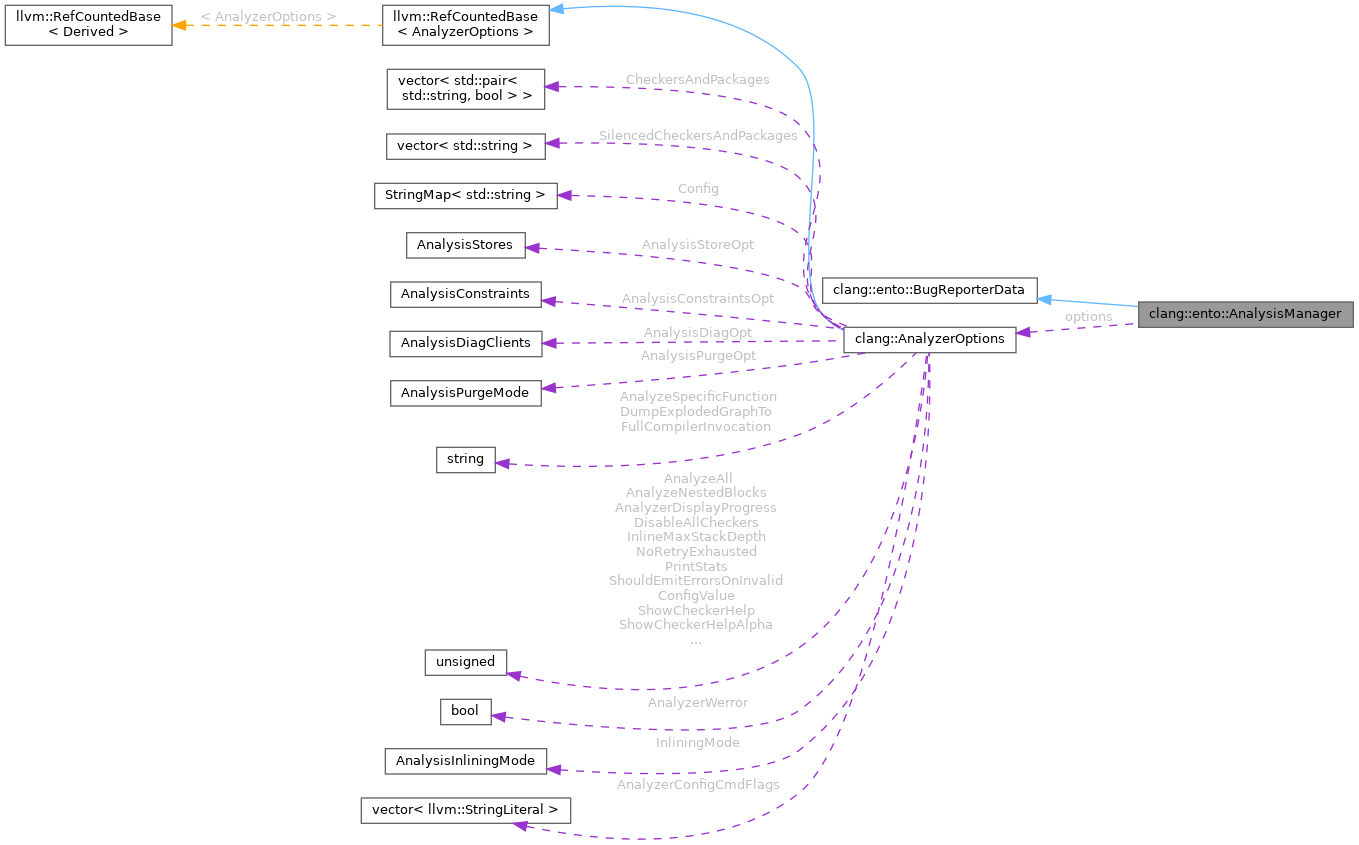 llvm::RefCountedBase
< Derived >
< AnalyzerOptions >
llvm::RefCountedBase
< AnalyzerOptions >
vector< std::pair<
std::string, bool > >
CheckersAndPackages
vector< std::string >
SilencedCheckersAndPackages
StringMap< std::string >
Config
AnalysisStores
AnalysisStoreOpt
AnalysisConstraints
AnalysisConstraintsOpt
clang::ento::BugReporterData
clang::ento::AnalysisManager
options
clang::AnalyzerOptions
AnalysisDiagClients
AnalysisDiagOpt
AnalysisPurgeMode
AnalysisPurgeOpt
AnalyzeSpecificFunction
DumpExplodedGraphTo
FullCompilerInvocation
string
AnalyzeAll
AnalyzeNestedBlocks
AnalyzerDisplayProgress
DisableAllCheckers
InlineMaxStackDepth
NoRetryExhausted
PrintStats
ShouldEmitErrorsOnInvalid
ConfigValue
ShowCheckerHelp
ShowCheckerHelpAlpha
...
unsigned
bool
AnalyzerWerror
AnalysisInliningMode
InliningMode
vector< llvm::StringLiteral >
AnalyzerConfigCmdFlags